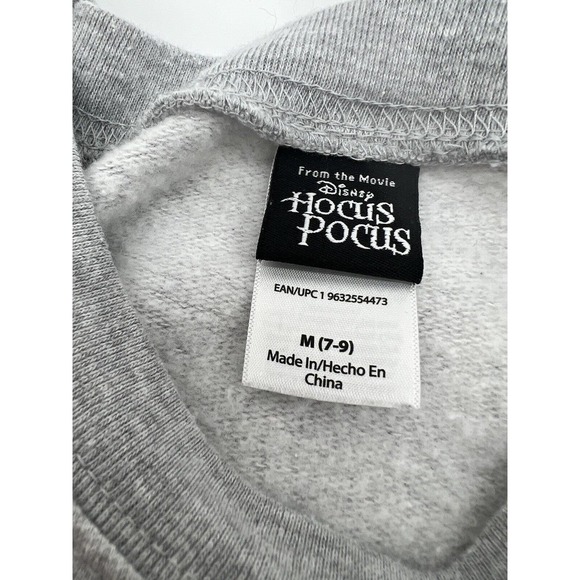 From the Movie
Disney
Hocus
Pocus
EAN/UPC 1 9632554473
M (7-9)
Made In/Hecho En
China